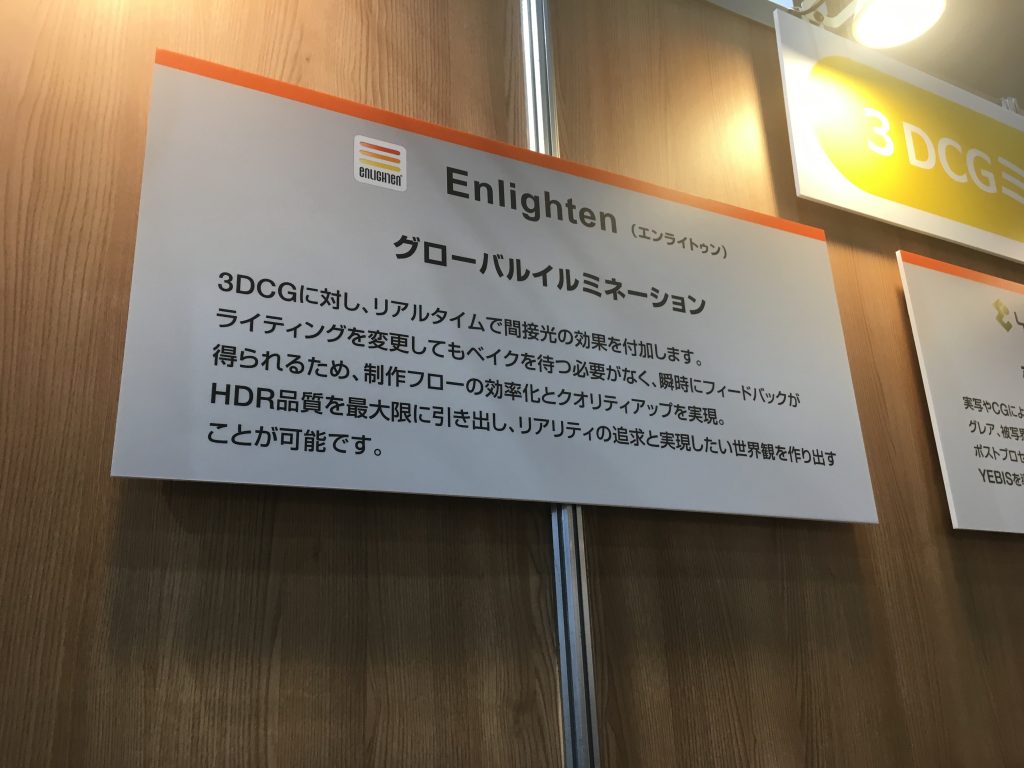 ENLIGHTEN
Enlighten (エンライトゥン)
グローバルイルミネーション
3DCGに対し、リアルタイムで間接光の効果を付加します。
ライティングを変更してもベイクを待つ必要がなく、瞬時にフィードバックが
得られるため、制作フローの効率化とクオリティアップを実現。
HDR品質を最大限に引き出し、リアリティの追求と実現したい世界観を作り出す
ことが可能です。
3DCG
実写やCGによ
グレア、被写界
ポストプロセ
YEBISを